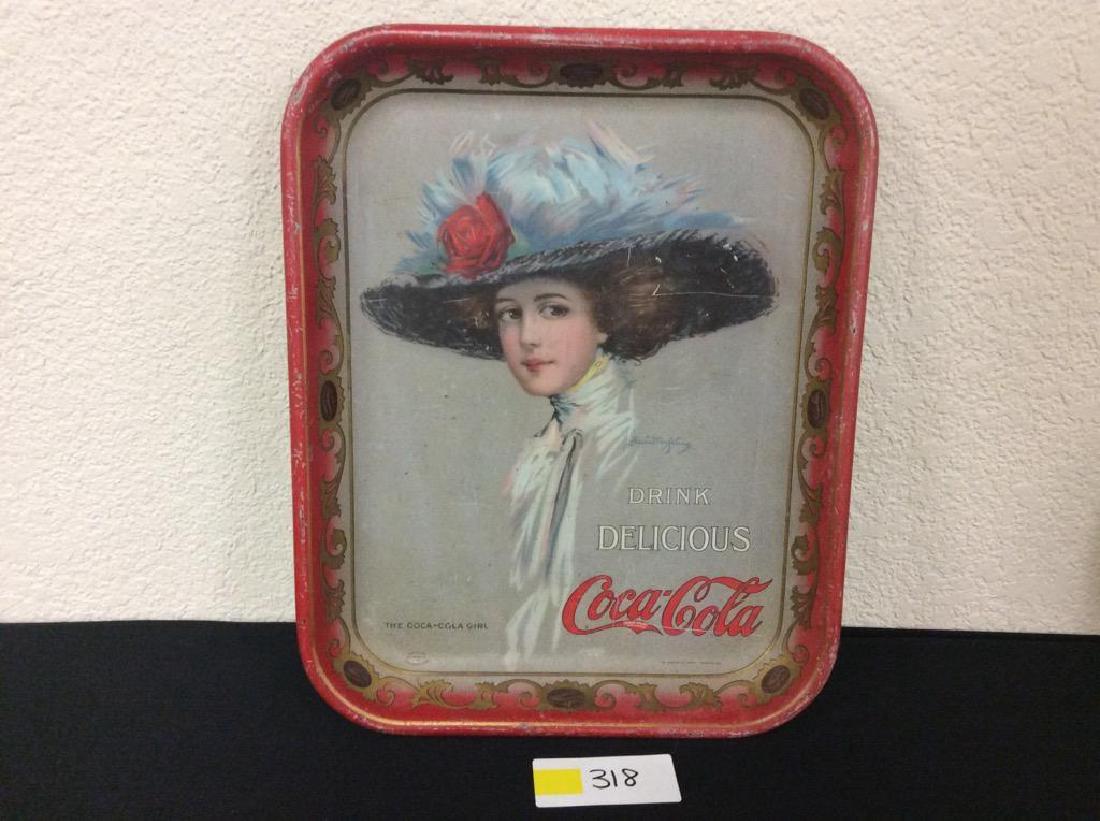 DRINK
DELICIOUS
Coca-Cola
THE COCA-COLA GIRL
318